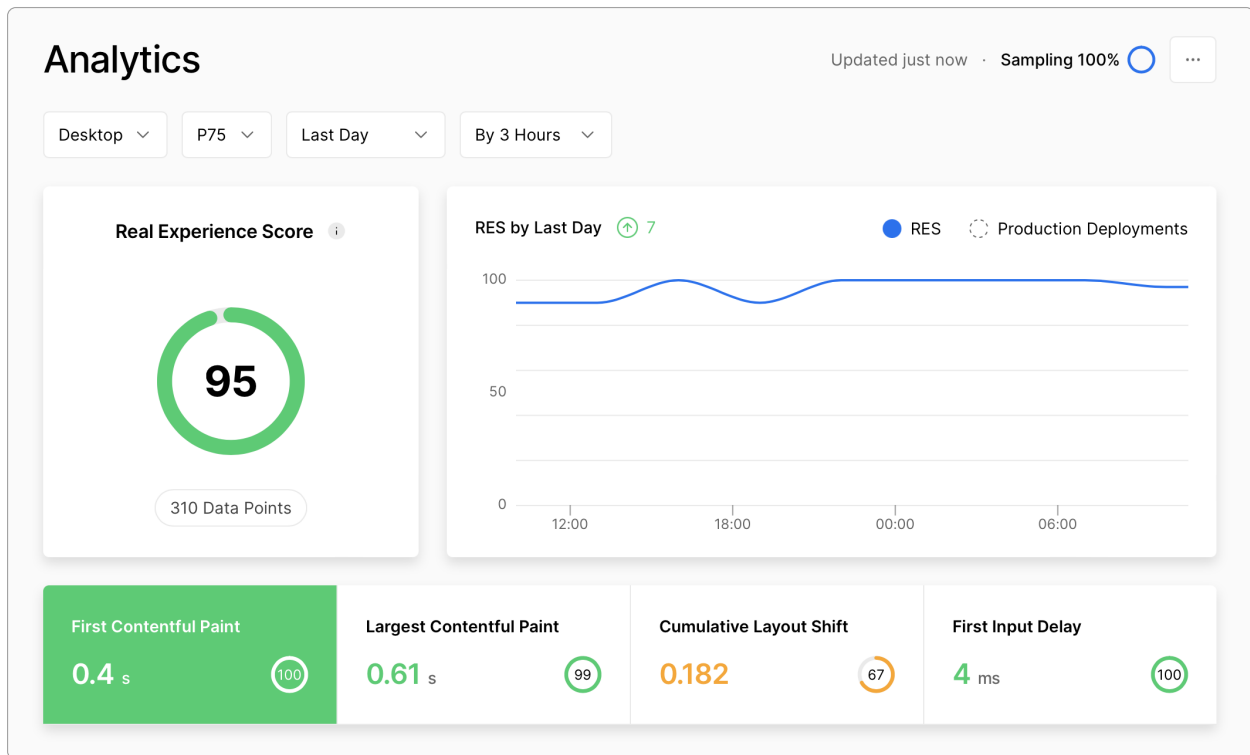 Analytics
Updated just now · Sampling 100%
Desktop
P75
Last Day
By 3 Hours
Real Experience Score i
95
310 Data Points
RES by Last Day 7
RES
Production Deployments
100
50
0
12:00 18:00 00:00 06:00
First Contentful Paint
0.4 s
100
Largest Contentful Paint
0.61 s
99
Cumulative Layout Shift
0.182
67
First Input Delay
4 ms
100